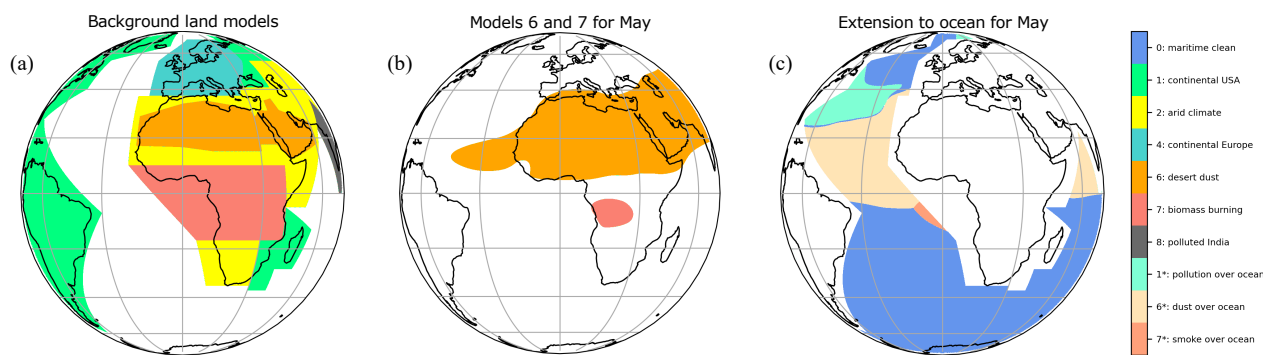 Background land models
Models 6 and 7 for May
Extension to ocean for May
(a)
(b)
(c)
0: maritime clean
1: continental USA
2: arid climate
4: continental Europe
6: desert dust
7: biomass burning
8: polluted India
1*: pollution over ocean
6*: dust over ocean
7*: smoke over ocean